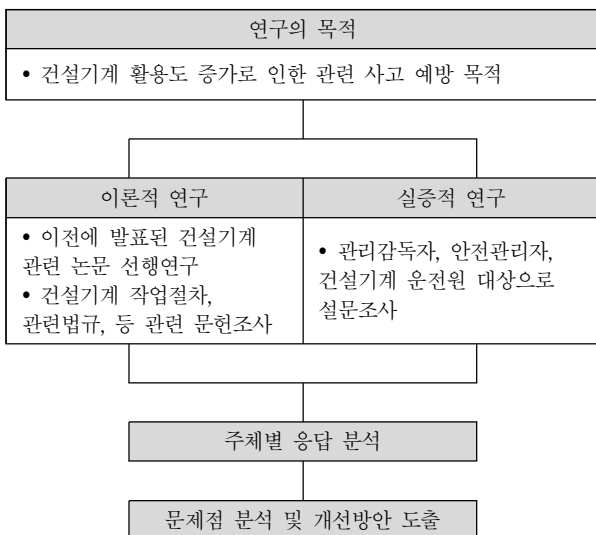 연구의 목적
• 건설기계 활용도 증가로 인한 관련 사고 예방 목적
이론적 연구
• 이전에 발표된 건설기계
관련 논문 선행연구
• 건설기계 작업절차,
관련법규, 등 관련 문헌조사
실증적 연구
• 관리감독자, 안전관리자,
건설기계 운전원 대상으로
설문조사
주체별 응답 분석
문제점 분석 및 개선방안 도출